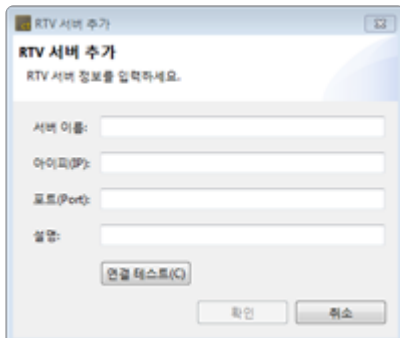 RTV 서버 추가
RTV 서버 추가
RTV 서버 정보를 입력하세요.
서버 이름:
아이피(IP):
포트(Port):
설명:
연결 테스트(C)
확인
취소